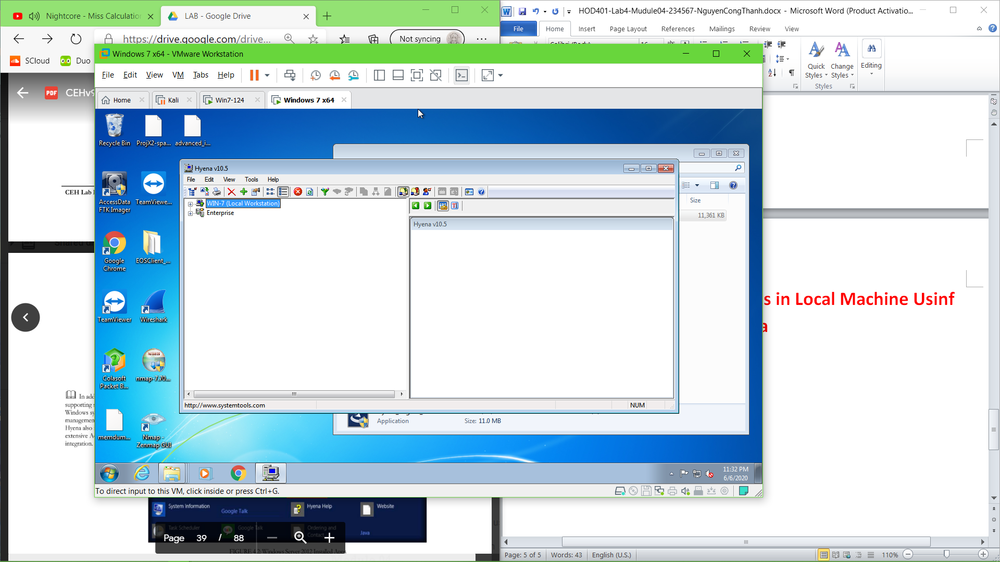 Nightcore - Miss Calculation
LAB - Google Drive
https://drive.google.com/drive...
Not syncing
SCloud
Duo
PDF
CEHv9
HOD401-Lab4-Mudule04-234567-NguyenCongThanh.docx - Microsoft Word (Product Activatio...
File Home Insert Page Layout References Mailings Review View
Quick Styles
Change Styles
Editing
Styles
Windows 7 x64 - VMware Workstation
File Edit View VM Tabs Help
Home
Kali
Win7-124
Windows 7 x64
Recycle Bin
ProjX2-spa...
advanced_i...
AccessData FTK Imager
TeamViewe...
Google Chrome
EOSClient_...
TeamViewer
Wireshark
Colasoft Packet B...
nmap-7.70...
memdum...
Nmap - Zenmap GUI
Hyena v10.5
File Edit View Tools Help
WIN-7 (Local Workstation)
Enterprise
Hyena v10.5
http://www.systemtools.com
NUM
Size
11,361 KB
Application
Size: 11.0 MB
11:32 PM
6/6/2020
To direct input to this VM, click inside or press Ctrl+G.
CEH Lab
In add
supporting s
Windows sy
management
Hyena also
extensive A
integration.
System Information
Google Talk
Hyena Help
Website
Task Scheduler
Google Talk
Ordering and Contact
Java
Page 39 / 88
FIGURE 4.2: Windows Server 2012 Installed Apps
s in Local Machine Usinf
a
Page: 5 of 5
Words: 43
English (U.S.)
110%